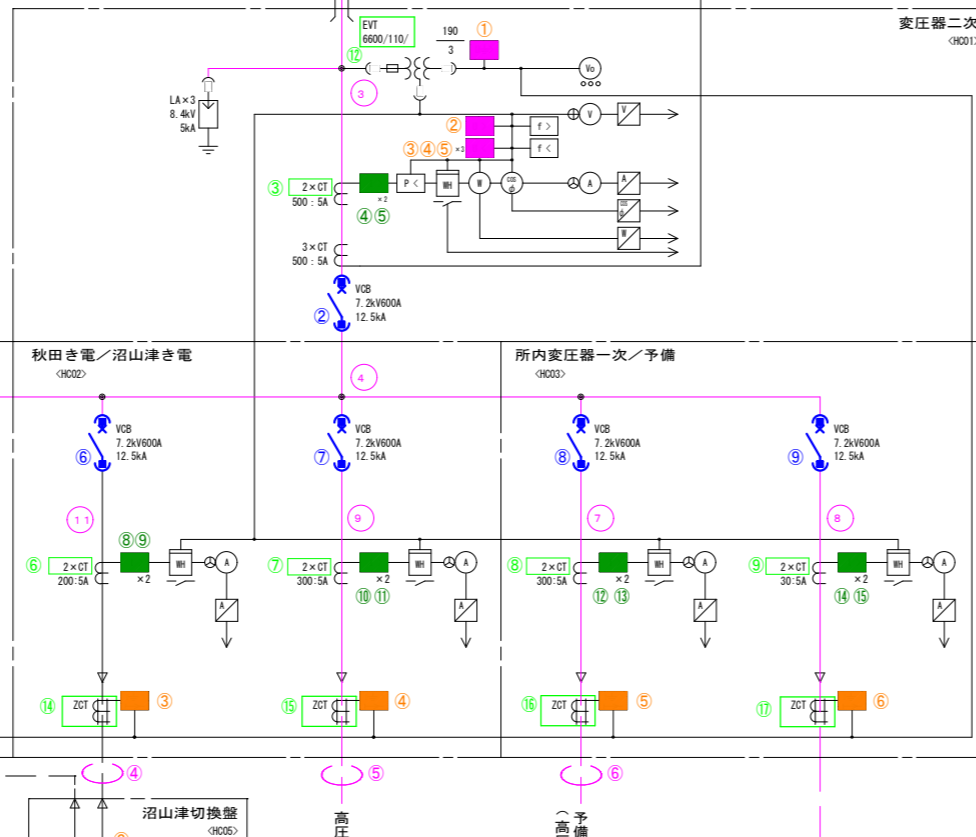 変圧器二次
<HC01>
EVT
6600/110/
190
3
①
⑫
Vo
3
LA×3
8.4kV
5kA
②
f >
V
V
③④⑤
×3
f <
③
2×CT
500：5A
×2
④⑤
P <
WH
W
cos
φ
A
A
cos
φ
W
3×CT
500：5A
VCB
7.2kV600A
12.5kA
②
秋田き電／沼山津き電
<HC02>
所内変圧器一次／予備
<HC03>
4
VCB
7.2kV600A
12.5kA
⑥
VCB
7.2kV600A
12.5kA
⑦
VCB
7.2kV600A
12.5kA
⑧
VCB
7.2kV600A
12.5kA
⑨
11
9
7
8
⑧⑨
⑥
2×CT
200:5A
×2
WH
A
A
⑦
2×CT
300:5A
×2
⑩⑪
WH
A
A
⑧
2×CT
300:5A
×2
⑫⑬
WH
A
A
⑨
2×CT
30:5A
×2
⑭⑮
WH
A
A
⑭
ZCT
③
⑮
ZCT
④
⑯
ZCT
⑤
⑰
ZCT
⑥
④
⑤
⑥
沼山津切換盤
<HC05>
高圧
予備